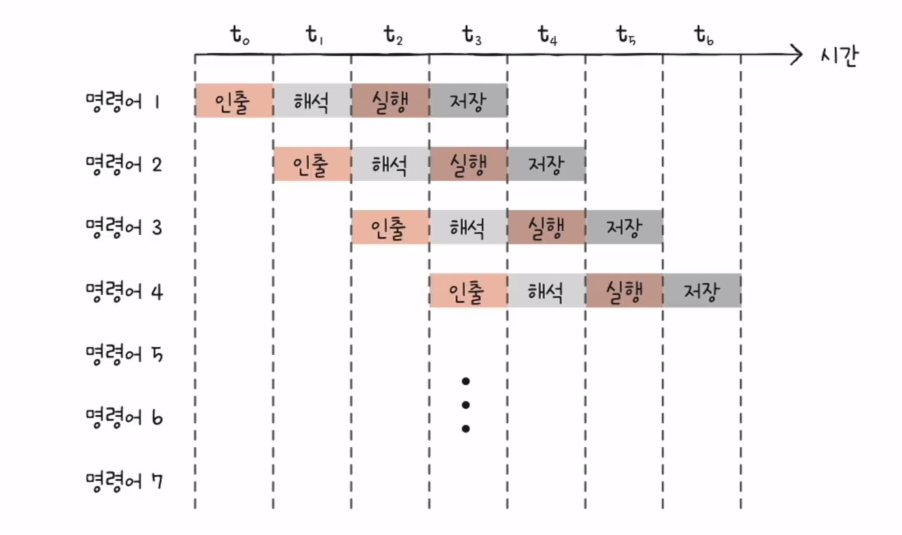 t₀ t₁ t₂ t₃ t₄ t₅ t₆
시간
명령어 1 인출 해석 실행 저장
명령어 2 인출 해석 실행 저장
명령어 3 인출 해석 실행 저장
명령어 4 인출 해석 실행 저장
명령어 5
명령어 6
명령어 7